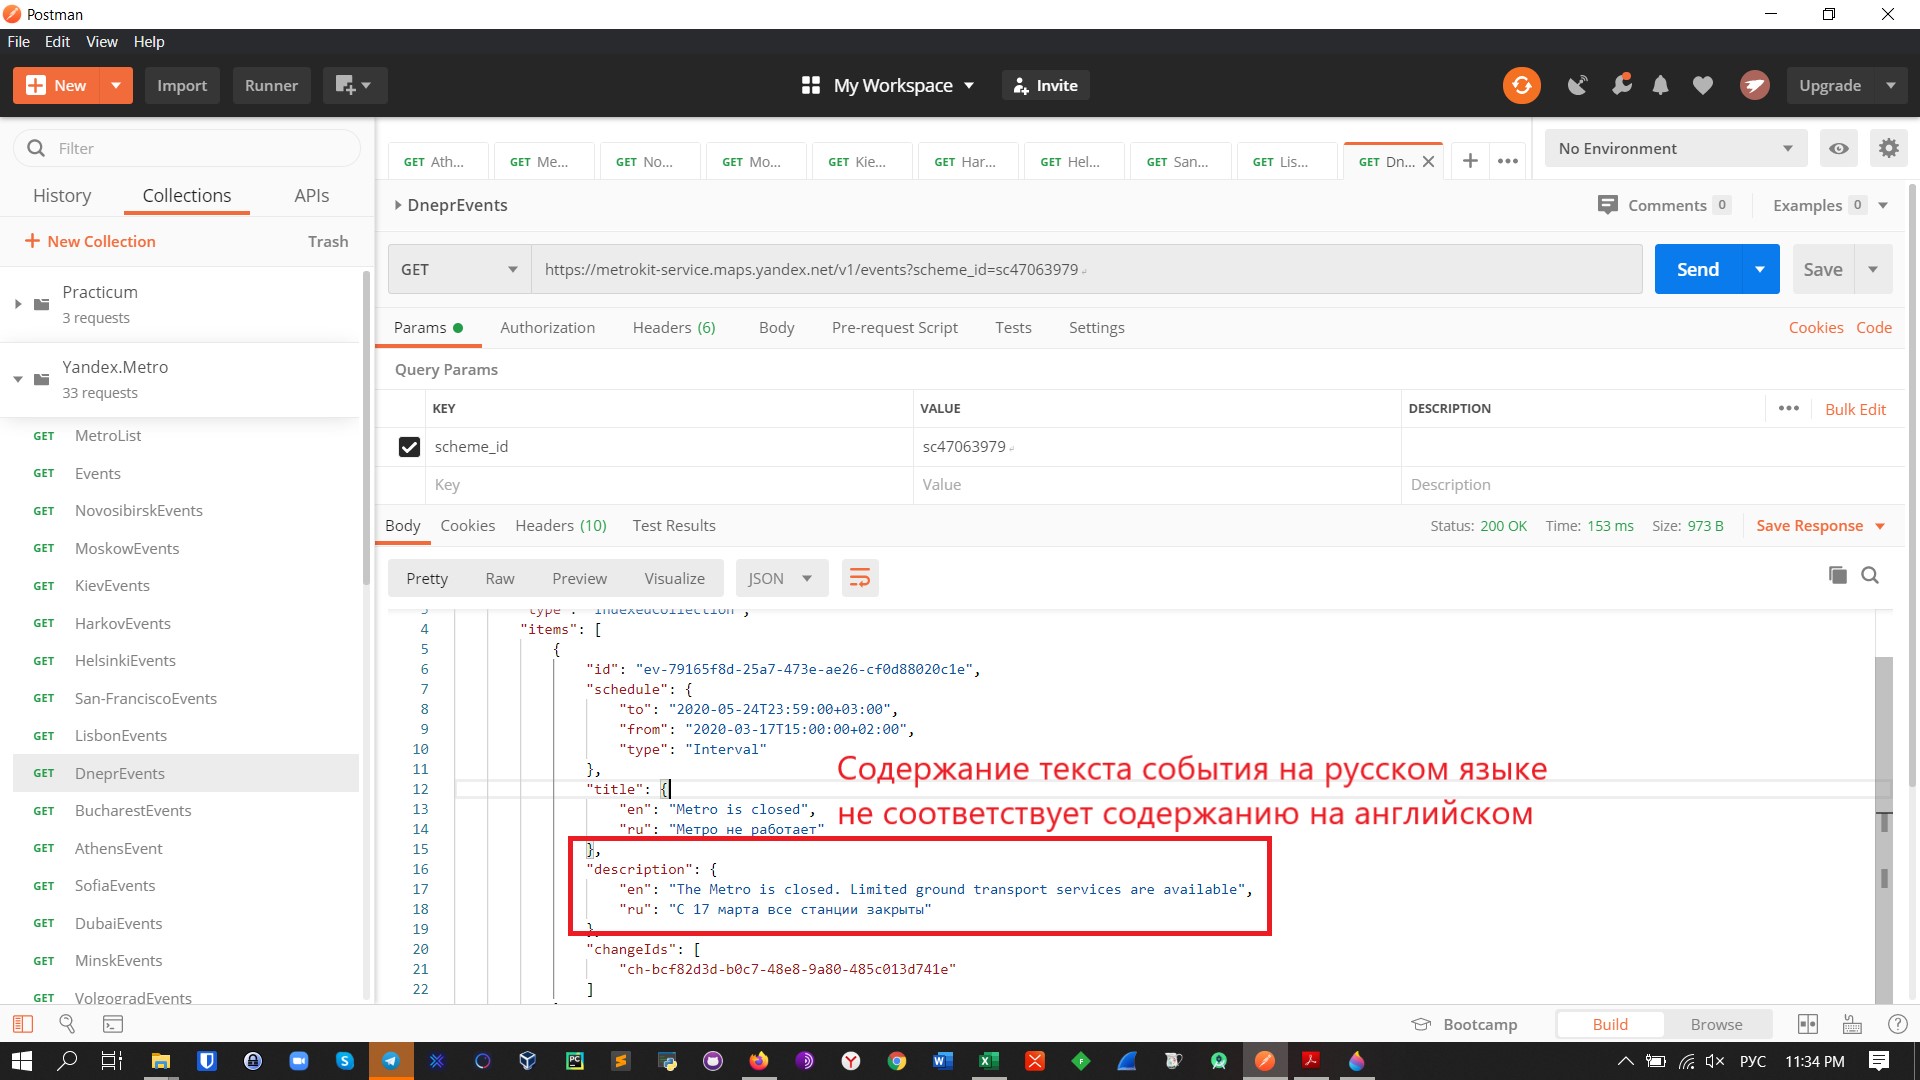 Postman
File Edit View Help
New Import Runner My Workspace Invite Upgrade
Filter
History Collections APIs
New Collection Trash
Practicum
3 requests
Yandex.Metro
33 requests
GET MetroList
GET Events
GET NovosibirskEvents
GET MoskowEvents
GET KievEvents
GET HarkovEvents
GET HelsinkiEvents
GET San-FranciscoEvents
GET LisbonEvents
GET DneprEvents
GET BucharestEvents
GET AthensEvent
GET SofiaEvents
GET DubaiEvents
GET MinskEvents
GET VolgogradEvents
GET Ath... GET Me... GET No... GET Mo... GET Kie... GET Har... GET Hel... GET San... GET Lis... GET Dn...
No Environment
DneprEvents Comments 0 Examples 0
GET https://metrokit-service.maps.yandex.net/v1/events?scheme_id=sc47063979 Send Save
Params Authorization Headers (6) Body Pre-request Script Tests Settings Cookies Code
Query Params
KEY VALUE DESCRIPTION Bulk Edit
scheme_id sc47063979
Key Value Description
Body Cookies Headers (10) Test Results Status: 200 OK Time: 153 ms Size: 973 B Save Response
Pretty Raw Preview Visualize JSON
3 "type": "IndexedCollection",
4 "items": [
5 {
6 "id": "ev-79165f8d-25a7-473e-ae26-cf0d88020c1e",
7 "schedule": {
8 "to": "2020-05-24T23:59:00+03:00",
9 "from": "2020-03-17T15:00:00+02:00",
10 "type": "Interval"
11 },
12 "title": {
13 "en": "Metro is closed",
14 "ru": "Метро не работает"
15 },
16 "description": {
17 "en": "The Metro is closed. Limited ground transport services are available",
18 "ru": "С 17 марта все станции закрыты"
19 },
20 "changeIds": [
21 "ch-bcf82d3d-b0c7-48e8-9a80-485c013d741e"
22 ]
Содержание текста события на русском языке
не соответствует содержанию на английском
Bootcamp Build Browse
РУС 11:34 PM